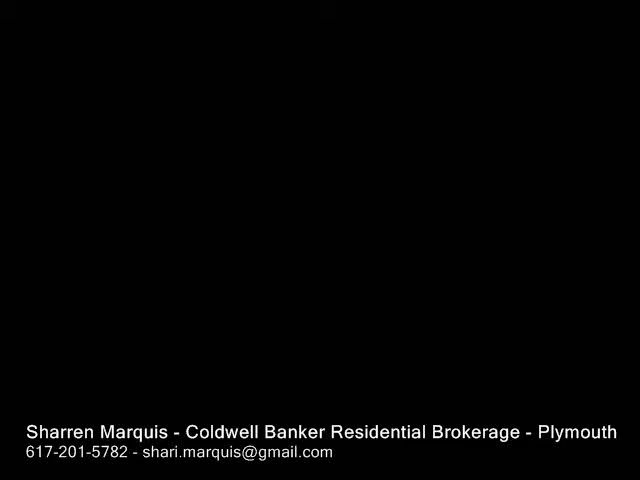 Sharren Marquis - Coldwell Banker Residential Brokerage - Plymouth
617-201-5782 - shari.marquis@gmail.com